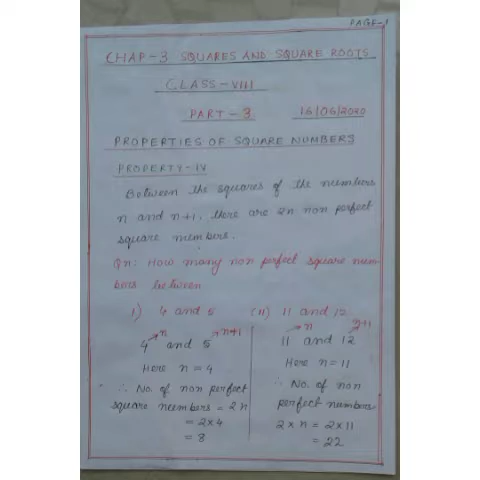 PAGE-1
CHAP-3 SQUARES AND SQUARE ROOTS
CLASS-VIII
PART-3 16/06/2020
PROPERTIES OF SQUARE NUMBERS
PROPERTY-IV
Between the squares of the numbers
n and n+1, there are 2n non perfect
square numbers.
Qn: How many non perfect square num-
bers between
i) 4 and 5 (ii) 11 and 12
n n+1
4 and 5
Here n = 4
∴ No. of non perfect
square numbers = 2n
= 2×4
= 8
n n+1
11 and 12
Here n = 11
∴ No. of non
perfect numbers
2×n = 2×11
= 22